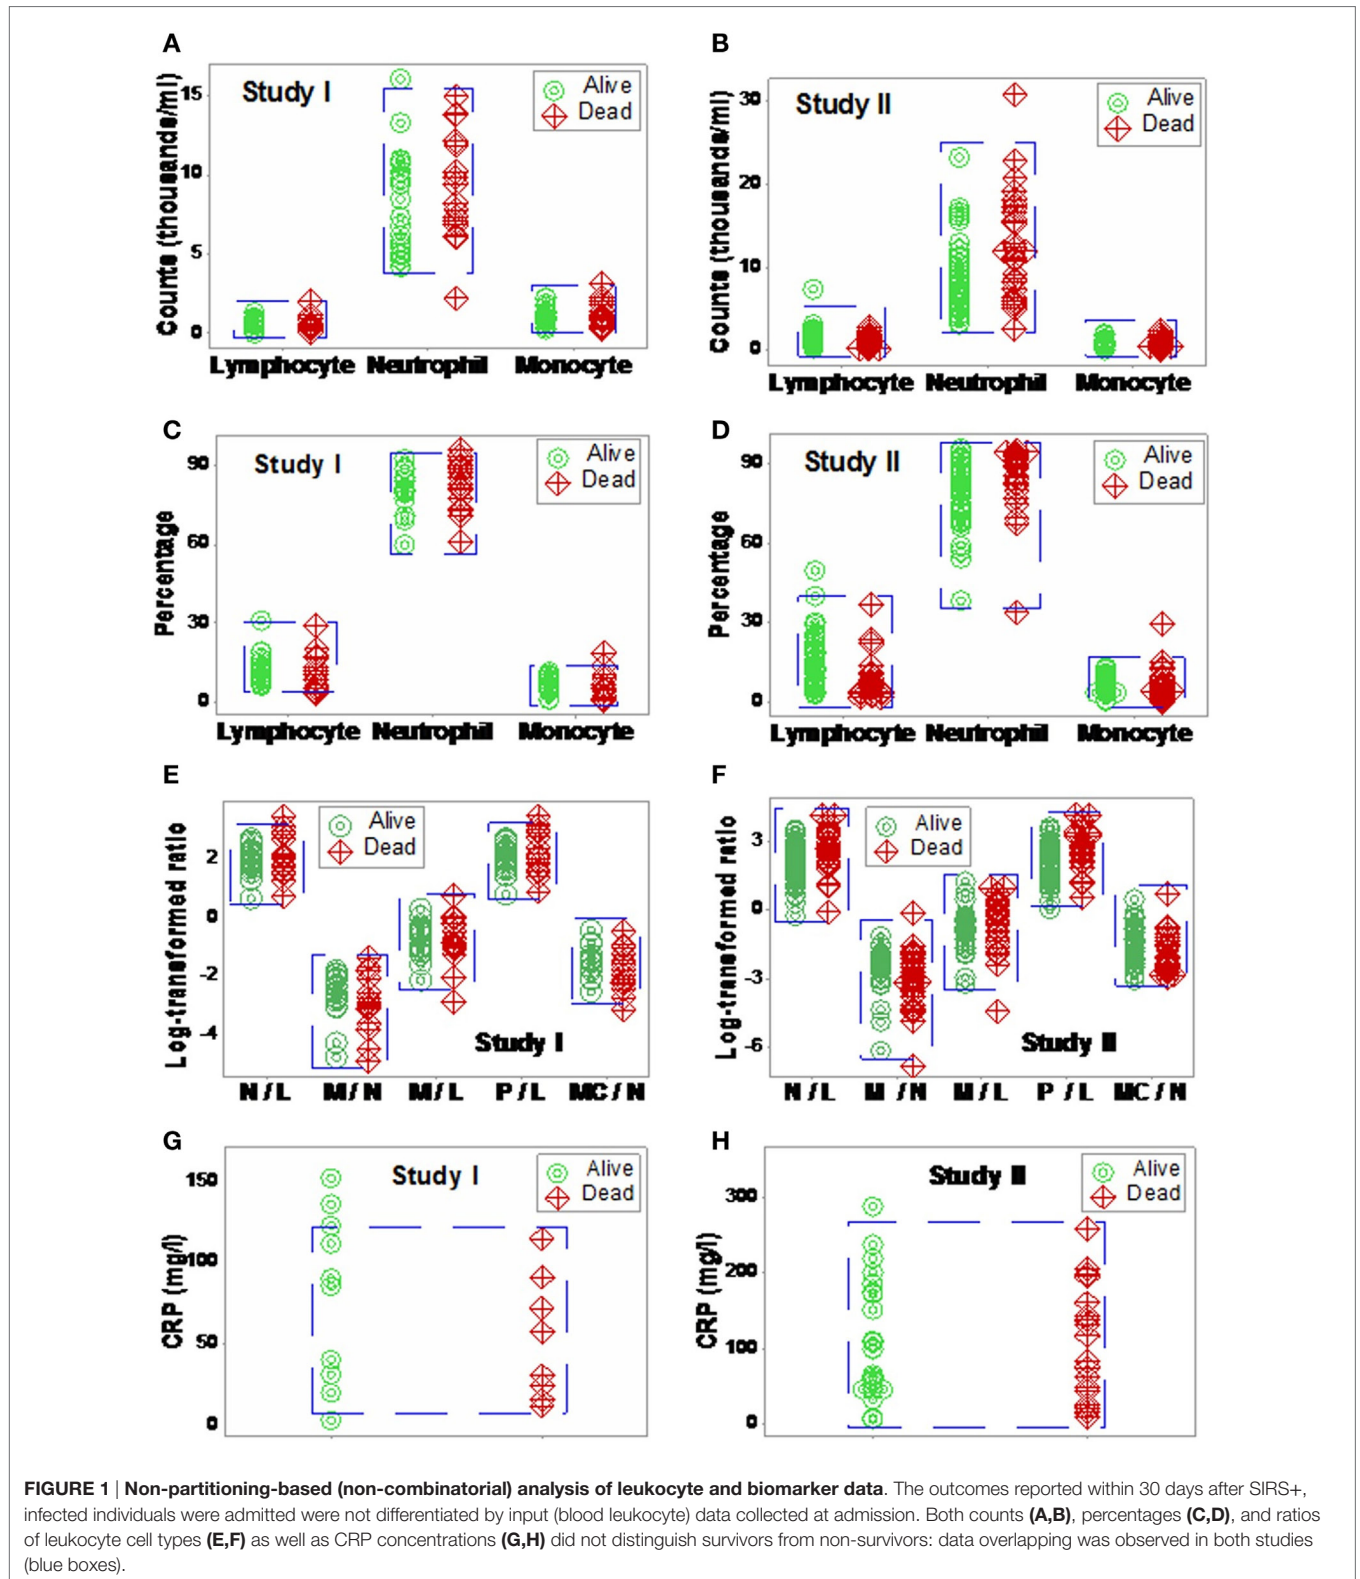 A
Counts (thousands/ml)
15
10
5
0
Study I
Alive
Dead
Lymphocyte Neutrophil Monocyte
B
Counts (thousands/ml)
30
20
10
0
Study II
Alive
Dead
Lymphocyte Neutrophil Monocyte
C
Percentage
90
60
30
0
Study I
Alive
Dead
Lymphocyte Neutrophil Monocyte
D
Percentage
90
60
30
0
Study II
Alive
Dead
Lymphocyte Neutrophil Monocyte
E
Log-transformed ratio
2
0
-2
-4
Alive
Dead
Study I
N / L M / N M / L P / L MC / N
F
Log-transformed ratio
3
0
-3
-6
Alive
Dead
Study II
N / L M / N M / L P / L MC / N
G
CRP (mg/l)
150
100
50
0
Study I
Alive
Dead
H
CRP (mg/l)
300
200
100
0
Study II
Alive
Dead
FIGURE 1 | Non-partitioning-based (non-combinatorial) analysis of leukocyte and biomarker data. The outcomes reported within 30 days after SIRS+,
infected individuals were admitted were not differentiated by input (blood leukocyte) data collected at admission. Both counts (A,B), percentages (C,D), and ratios
of leukocyte cell types (E,F) as well as CRP concentrations (G,H) did not distinguish survivors from non-survivors: data overlapping was observed in both studies
(blue boxes).